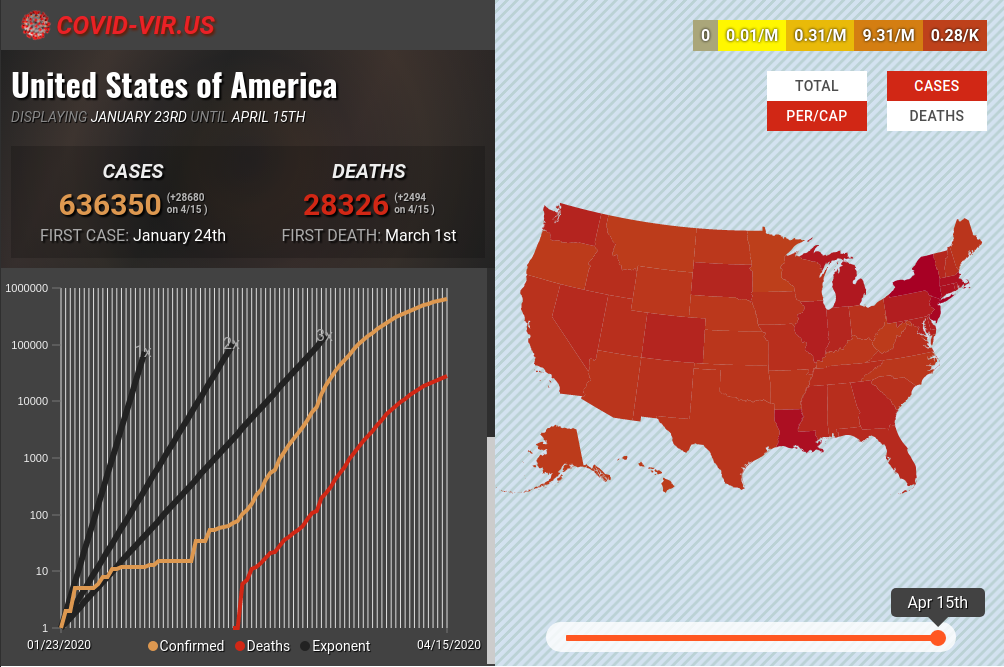 COVID-VIR.US
United States of America
DISPLAYING JANUARY 23RD UNTIL APRIL 15TH
CASES
636350 (+28680 on 4/15 )
FIRST CASE: January 24th
DEATHS
28326 (+2494 on 4/15 )
FIRST DEATH: March 1st
1000000
100000
10000
1000
100
10
1
1x
2x
3x
01/23/2020
04/15/2020
Confirmed
Deaths
Exponent
0
0.01/M
0.31/M
9.31/M
0.28/K
TOTAL
PER/CAP
CASES
DEATHS
Apr 15th